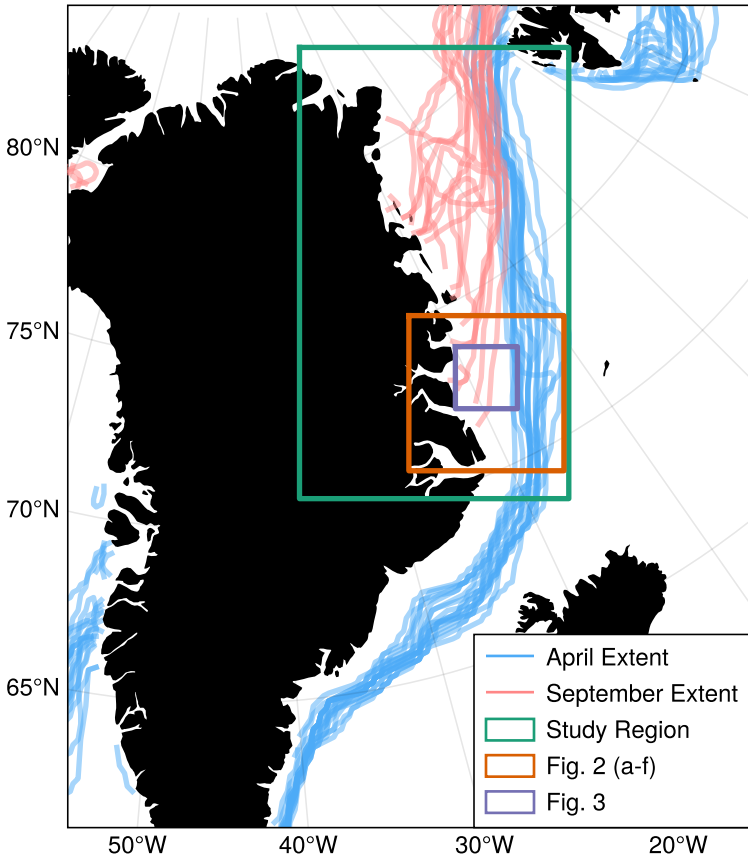 80°N
75°N
70°N
65°N
April Extent
September Extent
Study Region
Fig. 2 (a-f)
Fig. 3
50°W 40°W 30°W 20°W